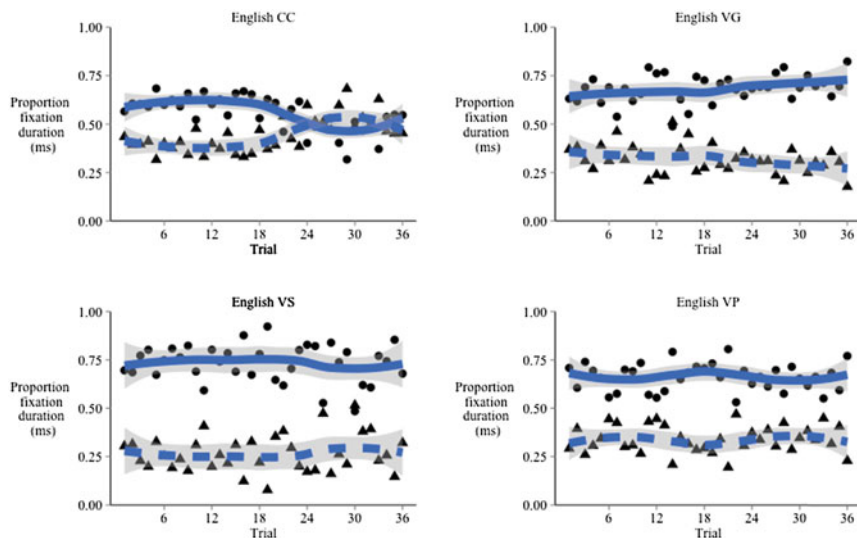 English CC
1.00
0.75
0.50
0.25
0.00
Proportion
fixation
duration
(ms)
6 12 18 24 30 36
Trial
English VG
1.00
0.75
0.50
0.25
0.00
Proportion
fixation
duration
(ms)
6 12 18 24 30 36
Trial
English VS
1.00
0.75
0.50
0.25
0.00
Proportion
fixation
duration
(ms)
6 12 18 24 30 36
Trial
English VP
1.00
0.75
0.50
0.25
0.00
Proportion
fixation
duration
(ms)
6 12 18 24 30 36
Trial